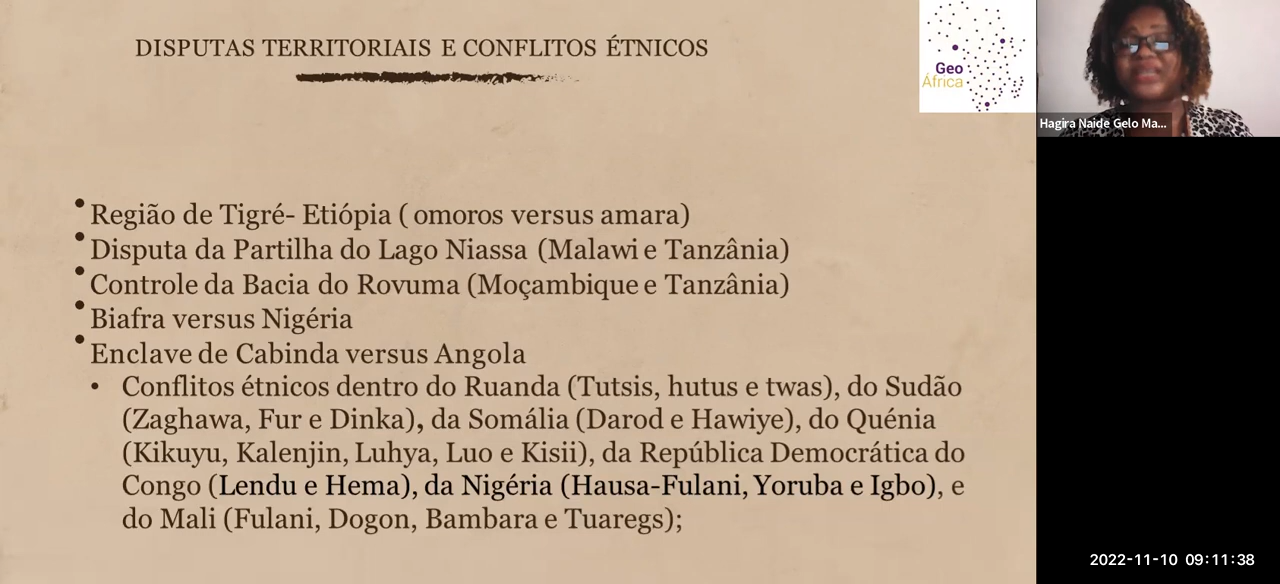 DISPUTAS TERRITORIAIS E CONFLITOS ÉTNICOS
Geo
África
Hagira Naide Gelo Ma...
• Região de Tigré- Etiópia ( omoros versus amara)
• Disputa da Partilha do Lago Niassa (Malawi e Tanzânia)
• Controle da Bacia do Rovuma (Moçambique e Tanzânia)
• Biafra versus Nigéria
• Enclave de Cabinda versus Angola
• Conflitos étnicos dentro do Ruanda (Tutsis, hutus e twas), do Sudão
(Zaghawa, Fur e Dinka), da Somália (Darod e Hawiye), do Quénia
(Kikuyu, Kalenjin, Luhya, Luo e Kisii), da República Democrática do
Congo (Lendu e Hema), da Nigéria (Hausa-Fulani, Yoruba e Igbo), e
do Mali (Fulani, Dogon, Bambara e Tuaregs);
2022-11-10 09:11:38